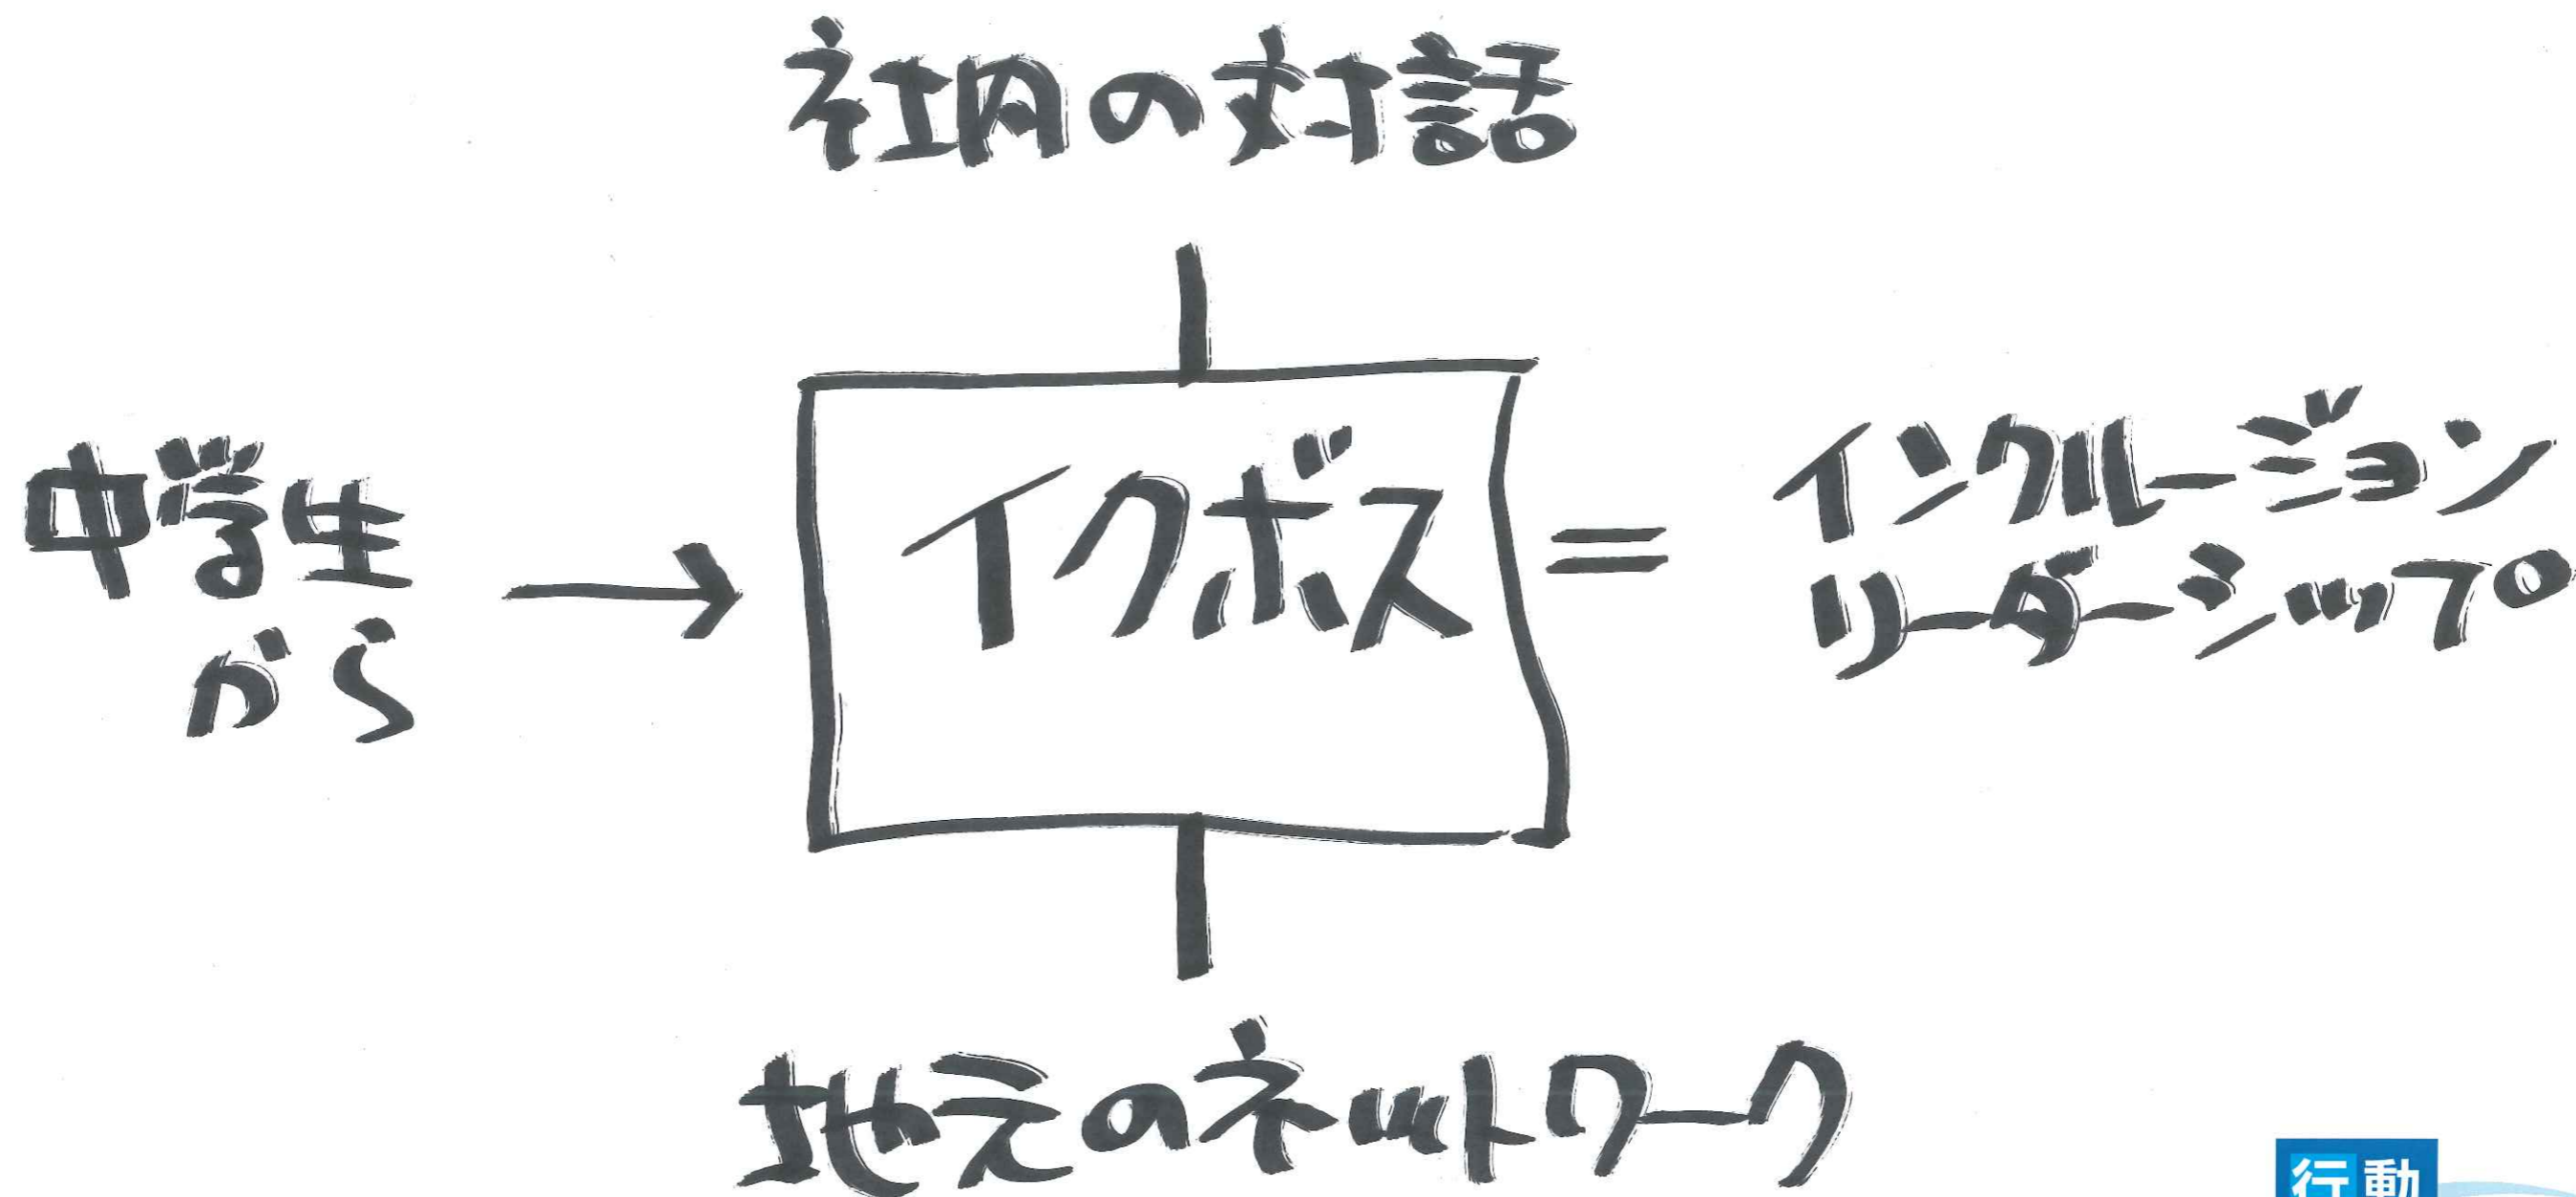 社内の対話
中学生
から
→
イクボス
=
インクルージョン
リーダーシップ
地元のネットワーク
行動